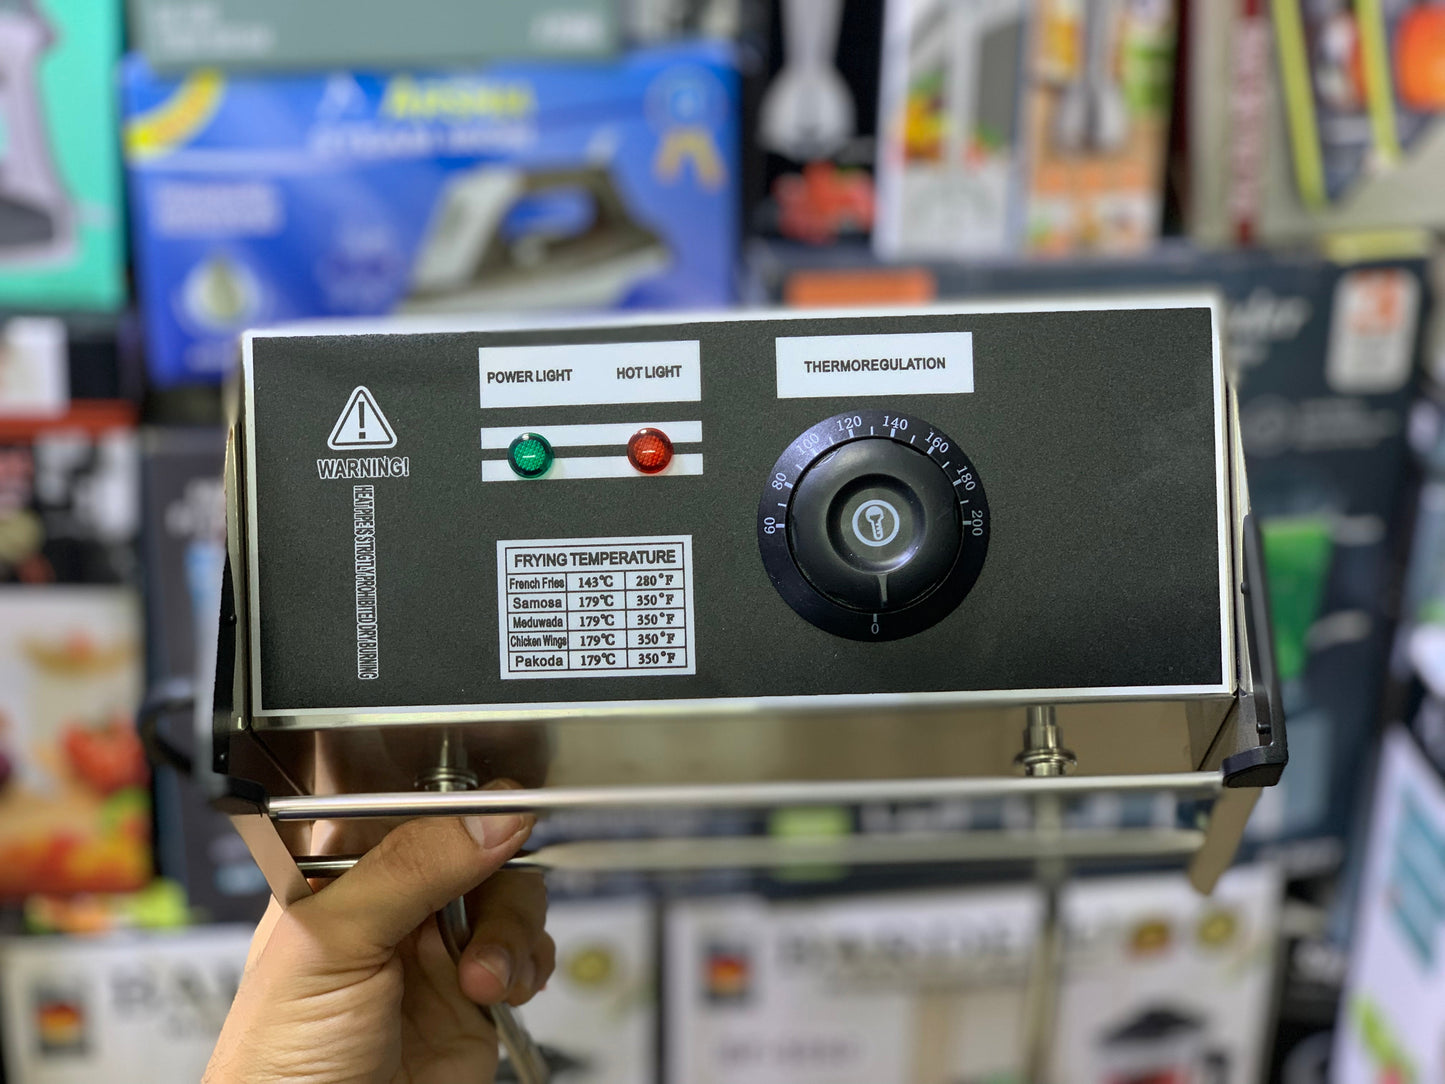 POWER LIGHT HOT LIGHT
THERMOREGULATION
WARNING!
HEAT PIPE IS STRICTLY PROHIBITED DRY BURNING
60 80 100 120 140 160 180 200
0
FRYING TEMPERATURE
French Fries 143℃ 280°F
Samosa 179℃ 350°F
Meduwada 179℃ 350°F
Chicken Wings 179℃ 350°F
Pakoda 179℃ 350°F